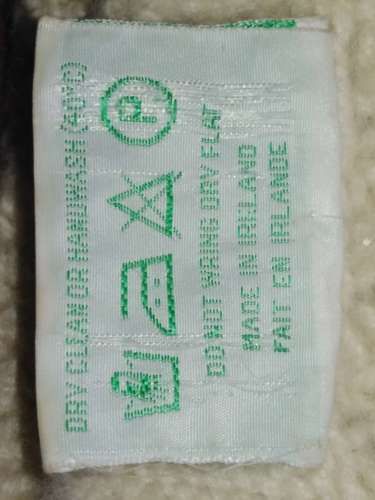 DRY CLEAN OR HANDWASH (40°C)
P
DO NOT WRING DRY FLAT
MADE IN IRELAND
FAIT EN IRLANDE